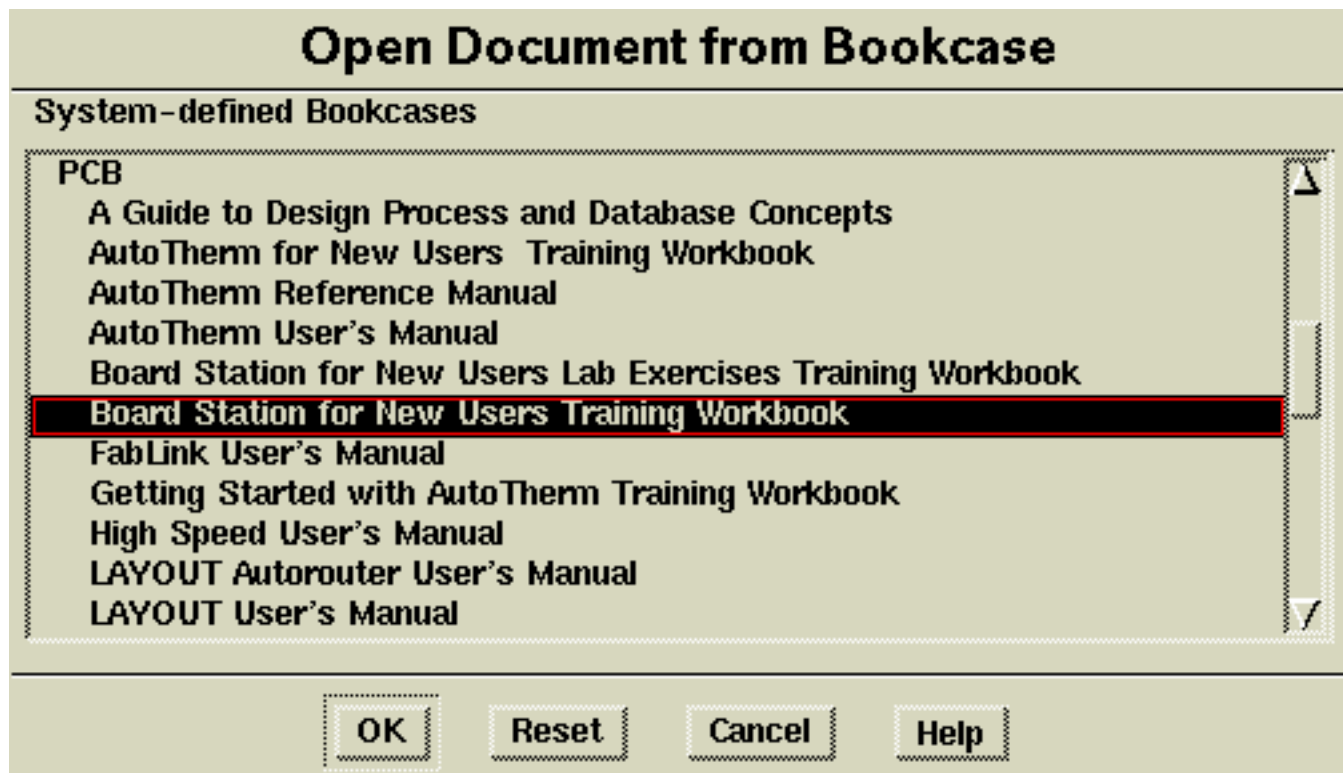 Open Document from Bookcase
System-defined Bookcases
PCB
A Guide to Design Process and Database Concepts
AutoTherm for New Users  Training Workbook
AutoTherm Reference Manual
AutoTherm User's Manual
Board Station for New Users Lab Exercises Training Workbook
Board Station for New Users Training Workbook
FabLink User's Manual
Getting Started with AutoTherm Training Workbook
High Speed User's Manual
LAYOUT Autorouter User's Manual
LAYOUT User's Manual
OK Reset Cancel Help